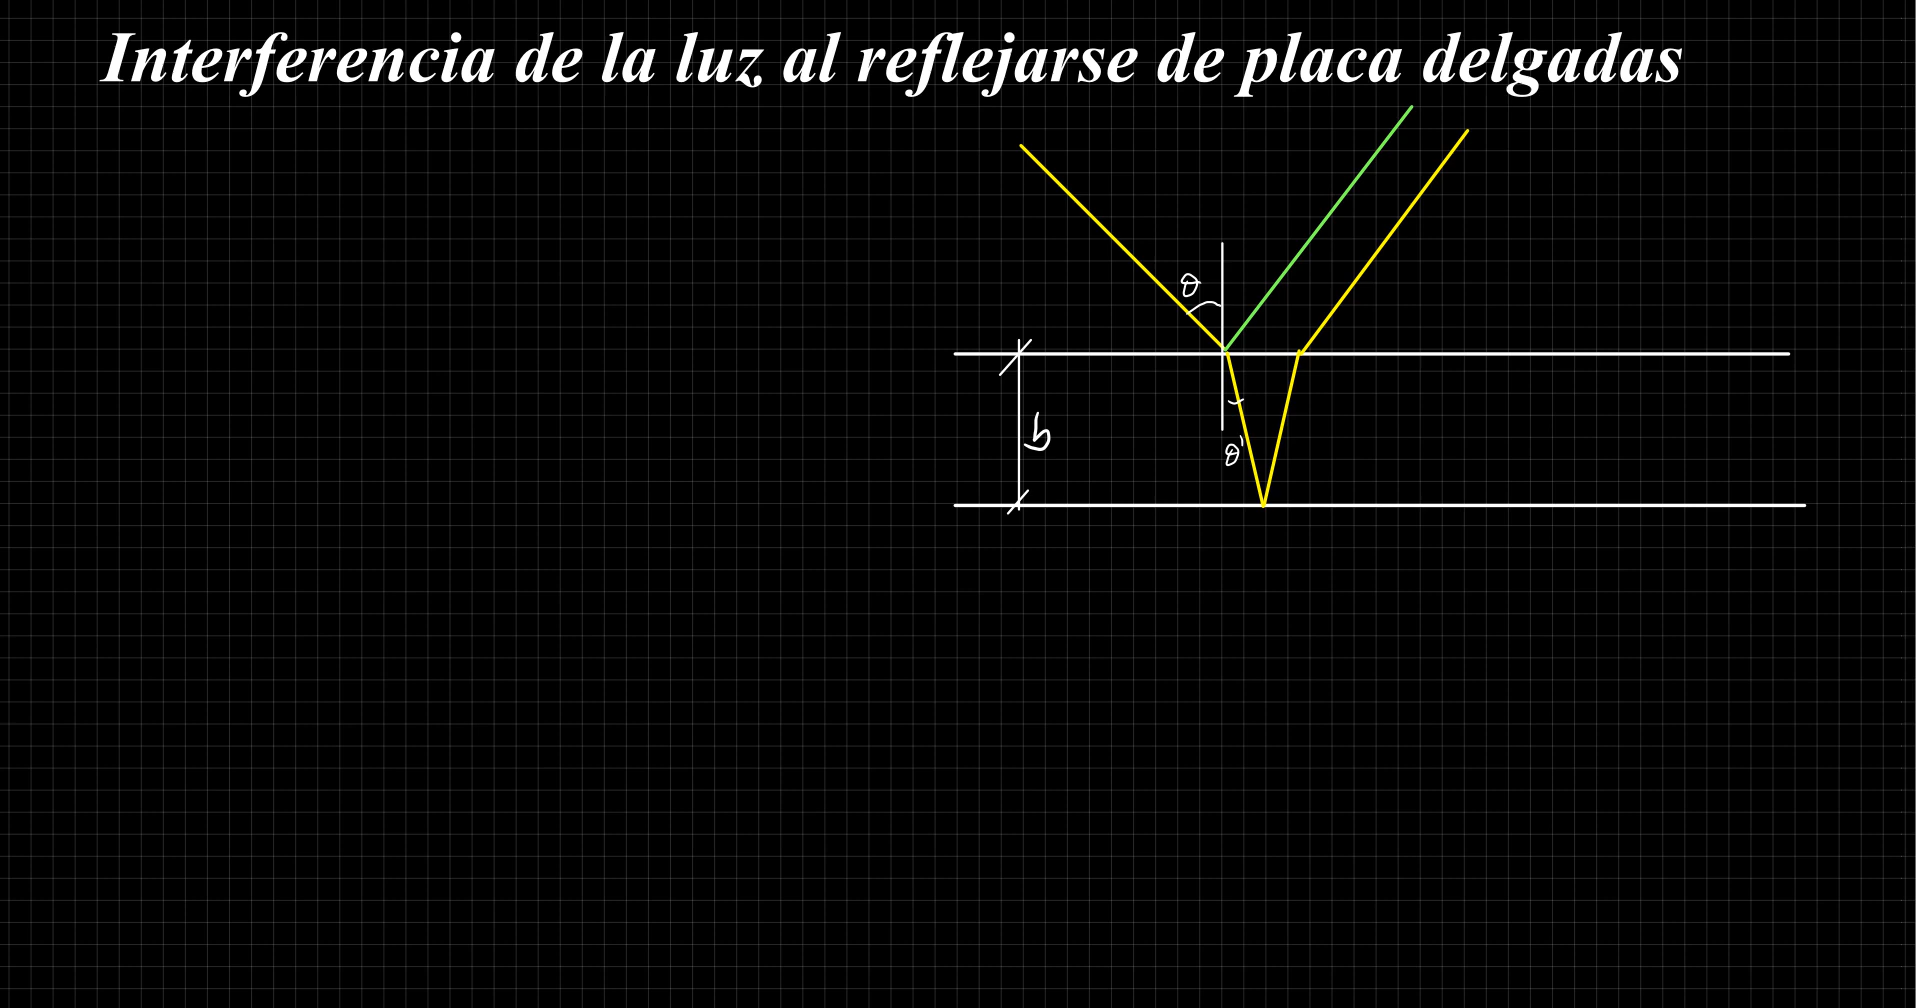 Interferencia de la luz al reflejarse de placa delgadas
θ
b
θ'